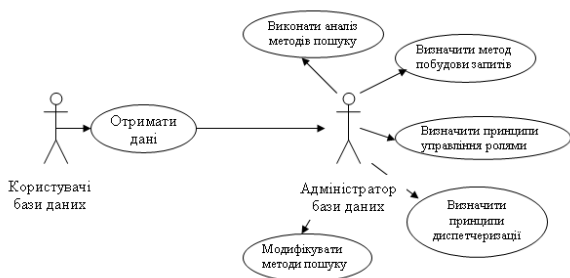 Виконати аналіз
методів пошуку
Визначити метод
побудови запитів
Отримати
дані
Визначити принципи
управління ролями
Користувачі
бази даних
Адміністратор
бази даних
Визначити
принципи
диспетчеризації
Модифікувати
методи пошуку